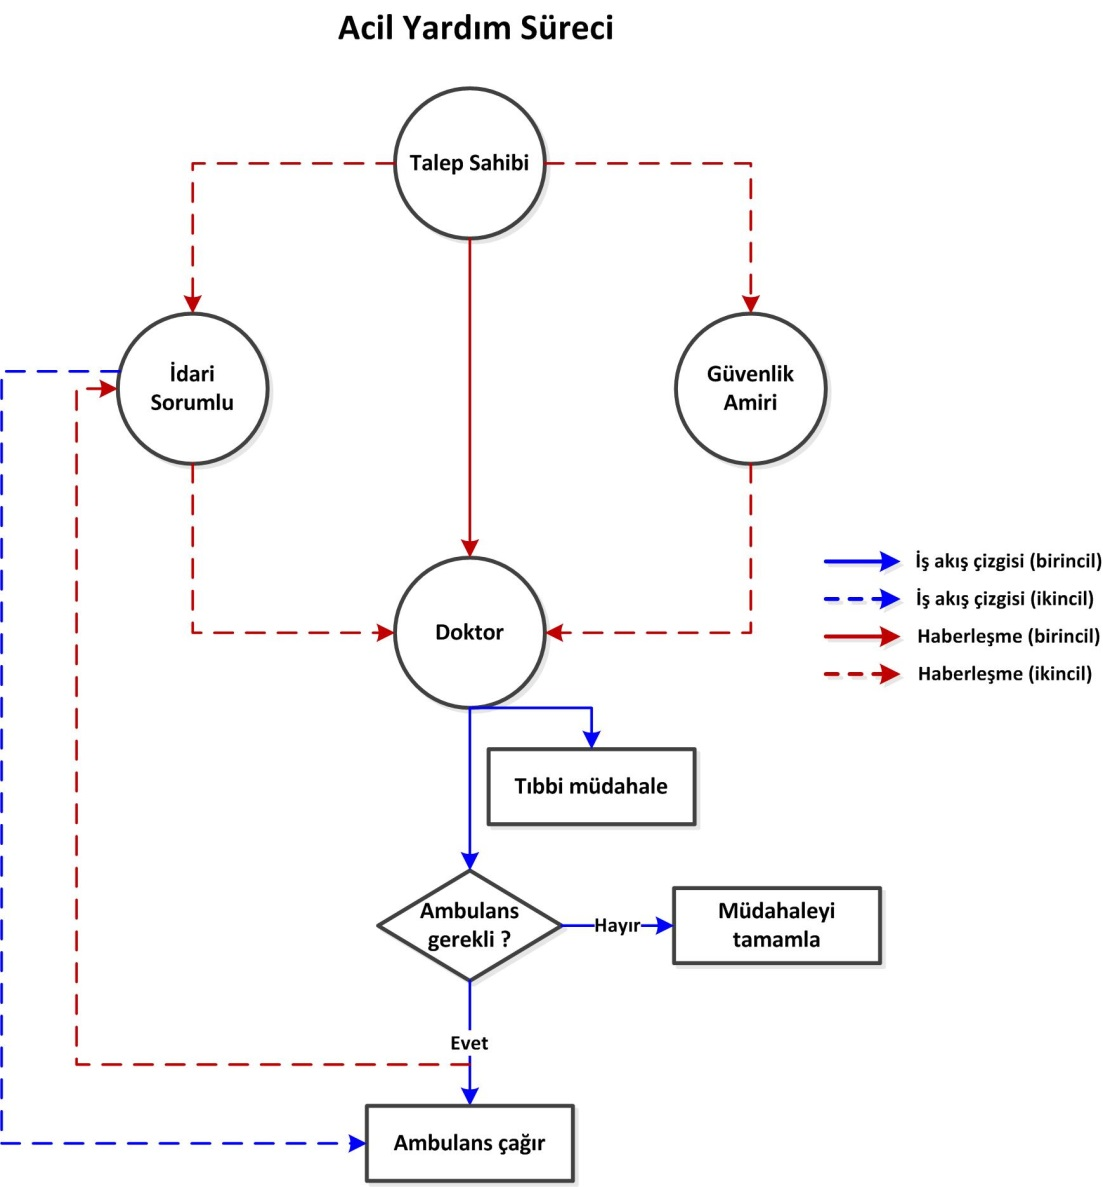 Acil Yardım Süreci
Talep Sahibi
İdari
Sorumlu
Güvenlik
Amiri
İş akış çizgisi (birincil)
İş akış çizgisi (ikincil)
Haberleşme (birincil)
Haberleşme (ikincil)
Doktor
Tıbbi müdahale
Ambulans
gerekli ?
Hayır
Müdahaleyi
tamamla
Evet
Ambulans çağır